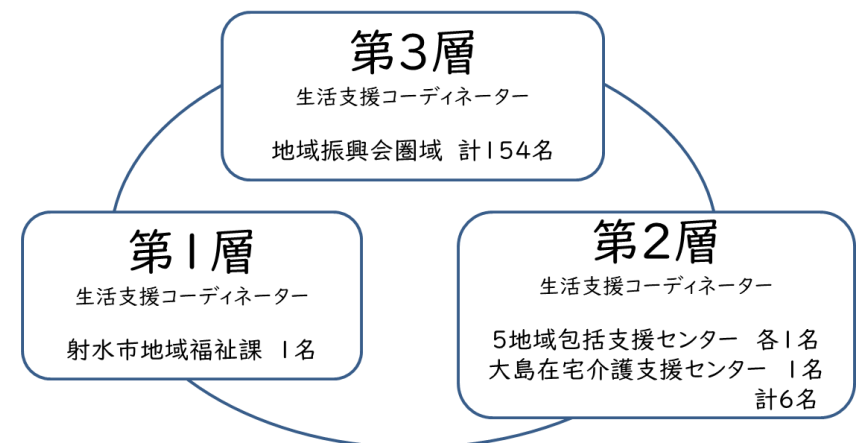 第3層
生活支援コーディネーター
地域振興会圏域 計154名
第1層
生活支援コーディネーター
射水市地域福祉課 1名
第2層
生活支援コーディネーター
5地域包括支援センター 各1名
大島在宅介護支援センター 1名
計6名